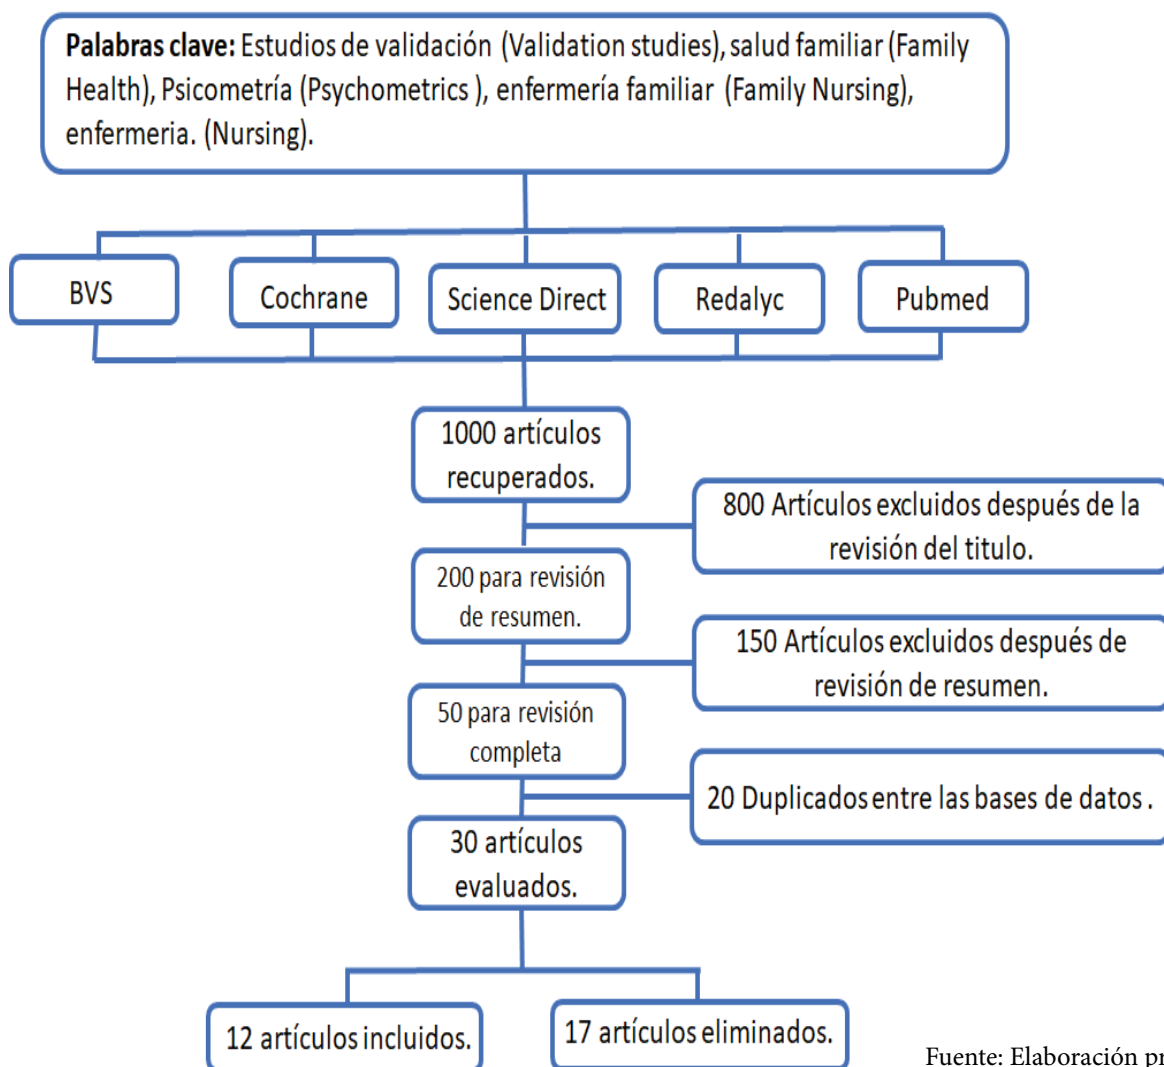 Palabras clave: Estudios de validación (Validation studies), salud familiar (Family
Health), Psicometría (Psychometrics ), enfermería familiar (Family Nursing),
enfermeria. (Nursing).
BVS
Cochrane
Science Direct
Redalyc
Pubmed
1000 artículos
recuperados.
800 Artículos excluidos después de la
revisión del titulo.
200 para revisión
de resumen.
150 Artículos excluidos después de
revisión de resumen.
50 para revisión
completa
20 Duplicados entre las bases de datos .
30 artículos
evaluados.
12 artículos incluidos.
17 artículos eliminados.
Fuente: Elaboración